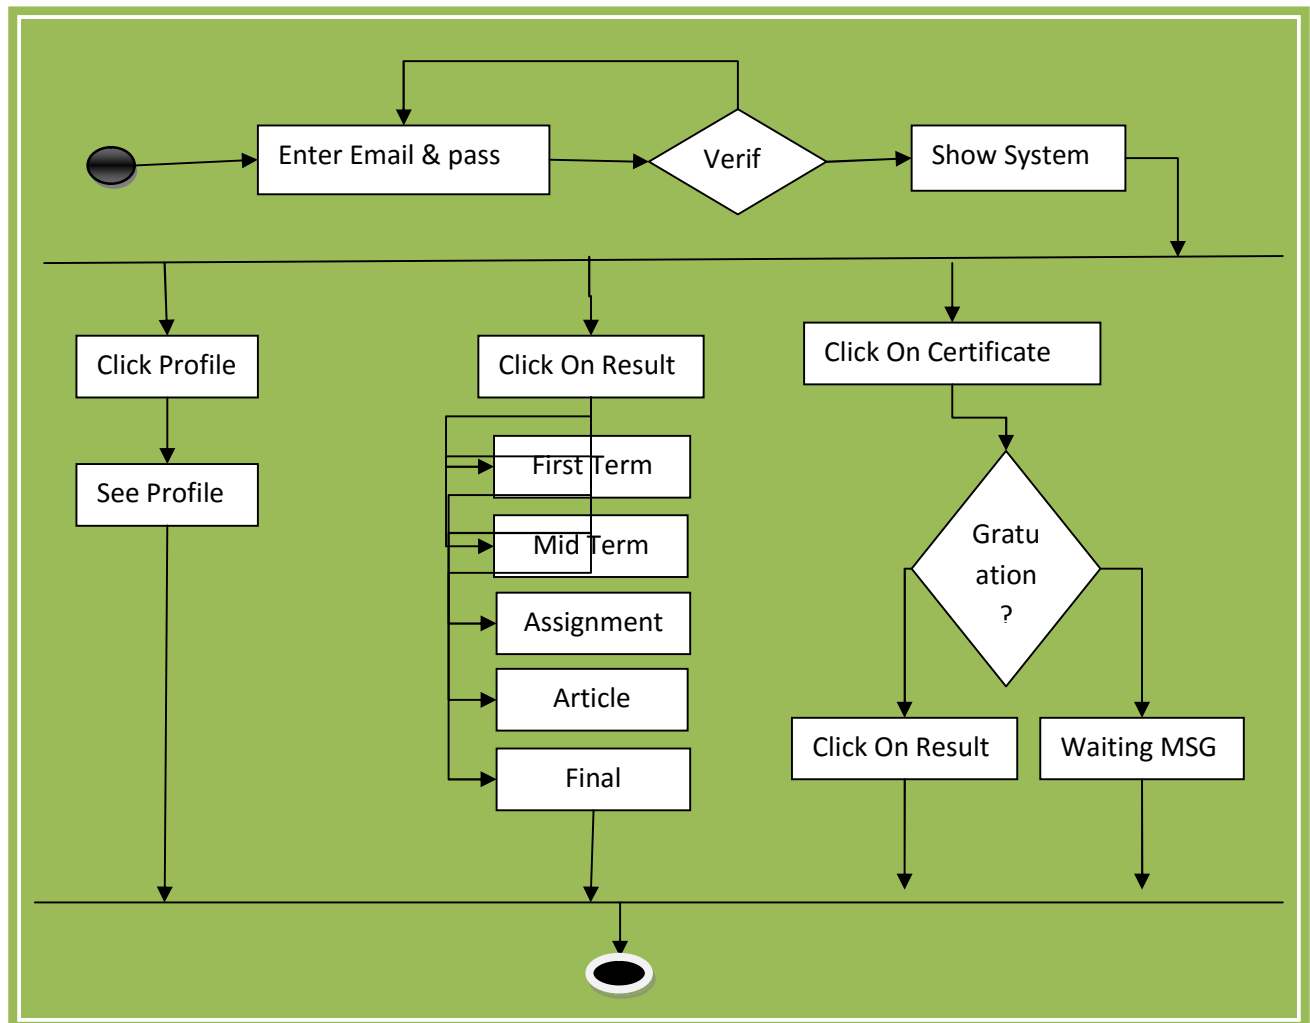 Enter Email & pass
Verif
Show System
Click Profile
See Profile
Click On Result
First Term
Mid Term
Assignment
Article
Final
Click On Certificate
Gratu
ation
?
Click On Result
Waiting MSG